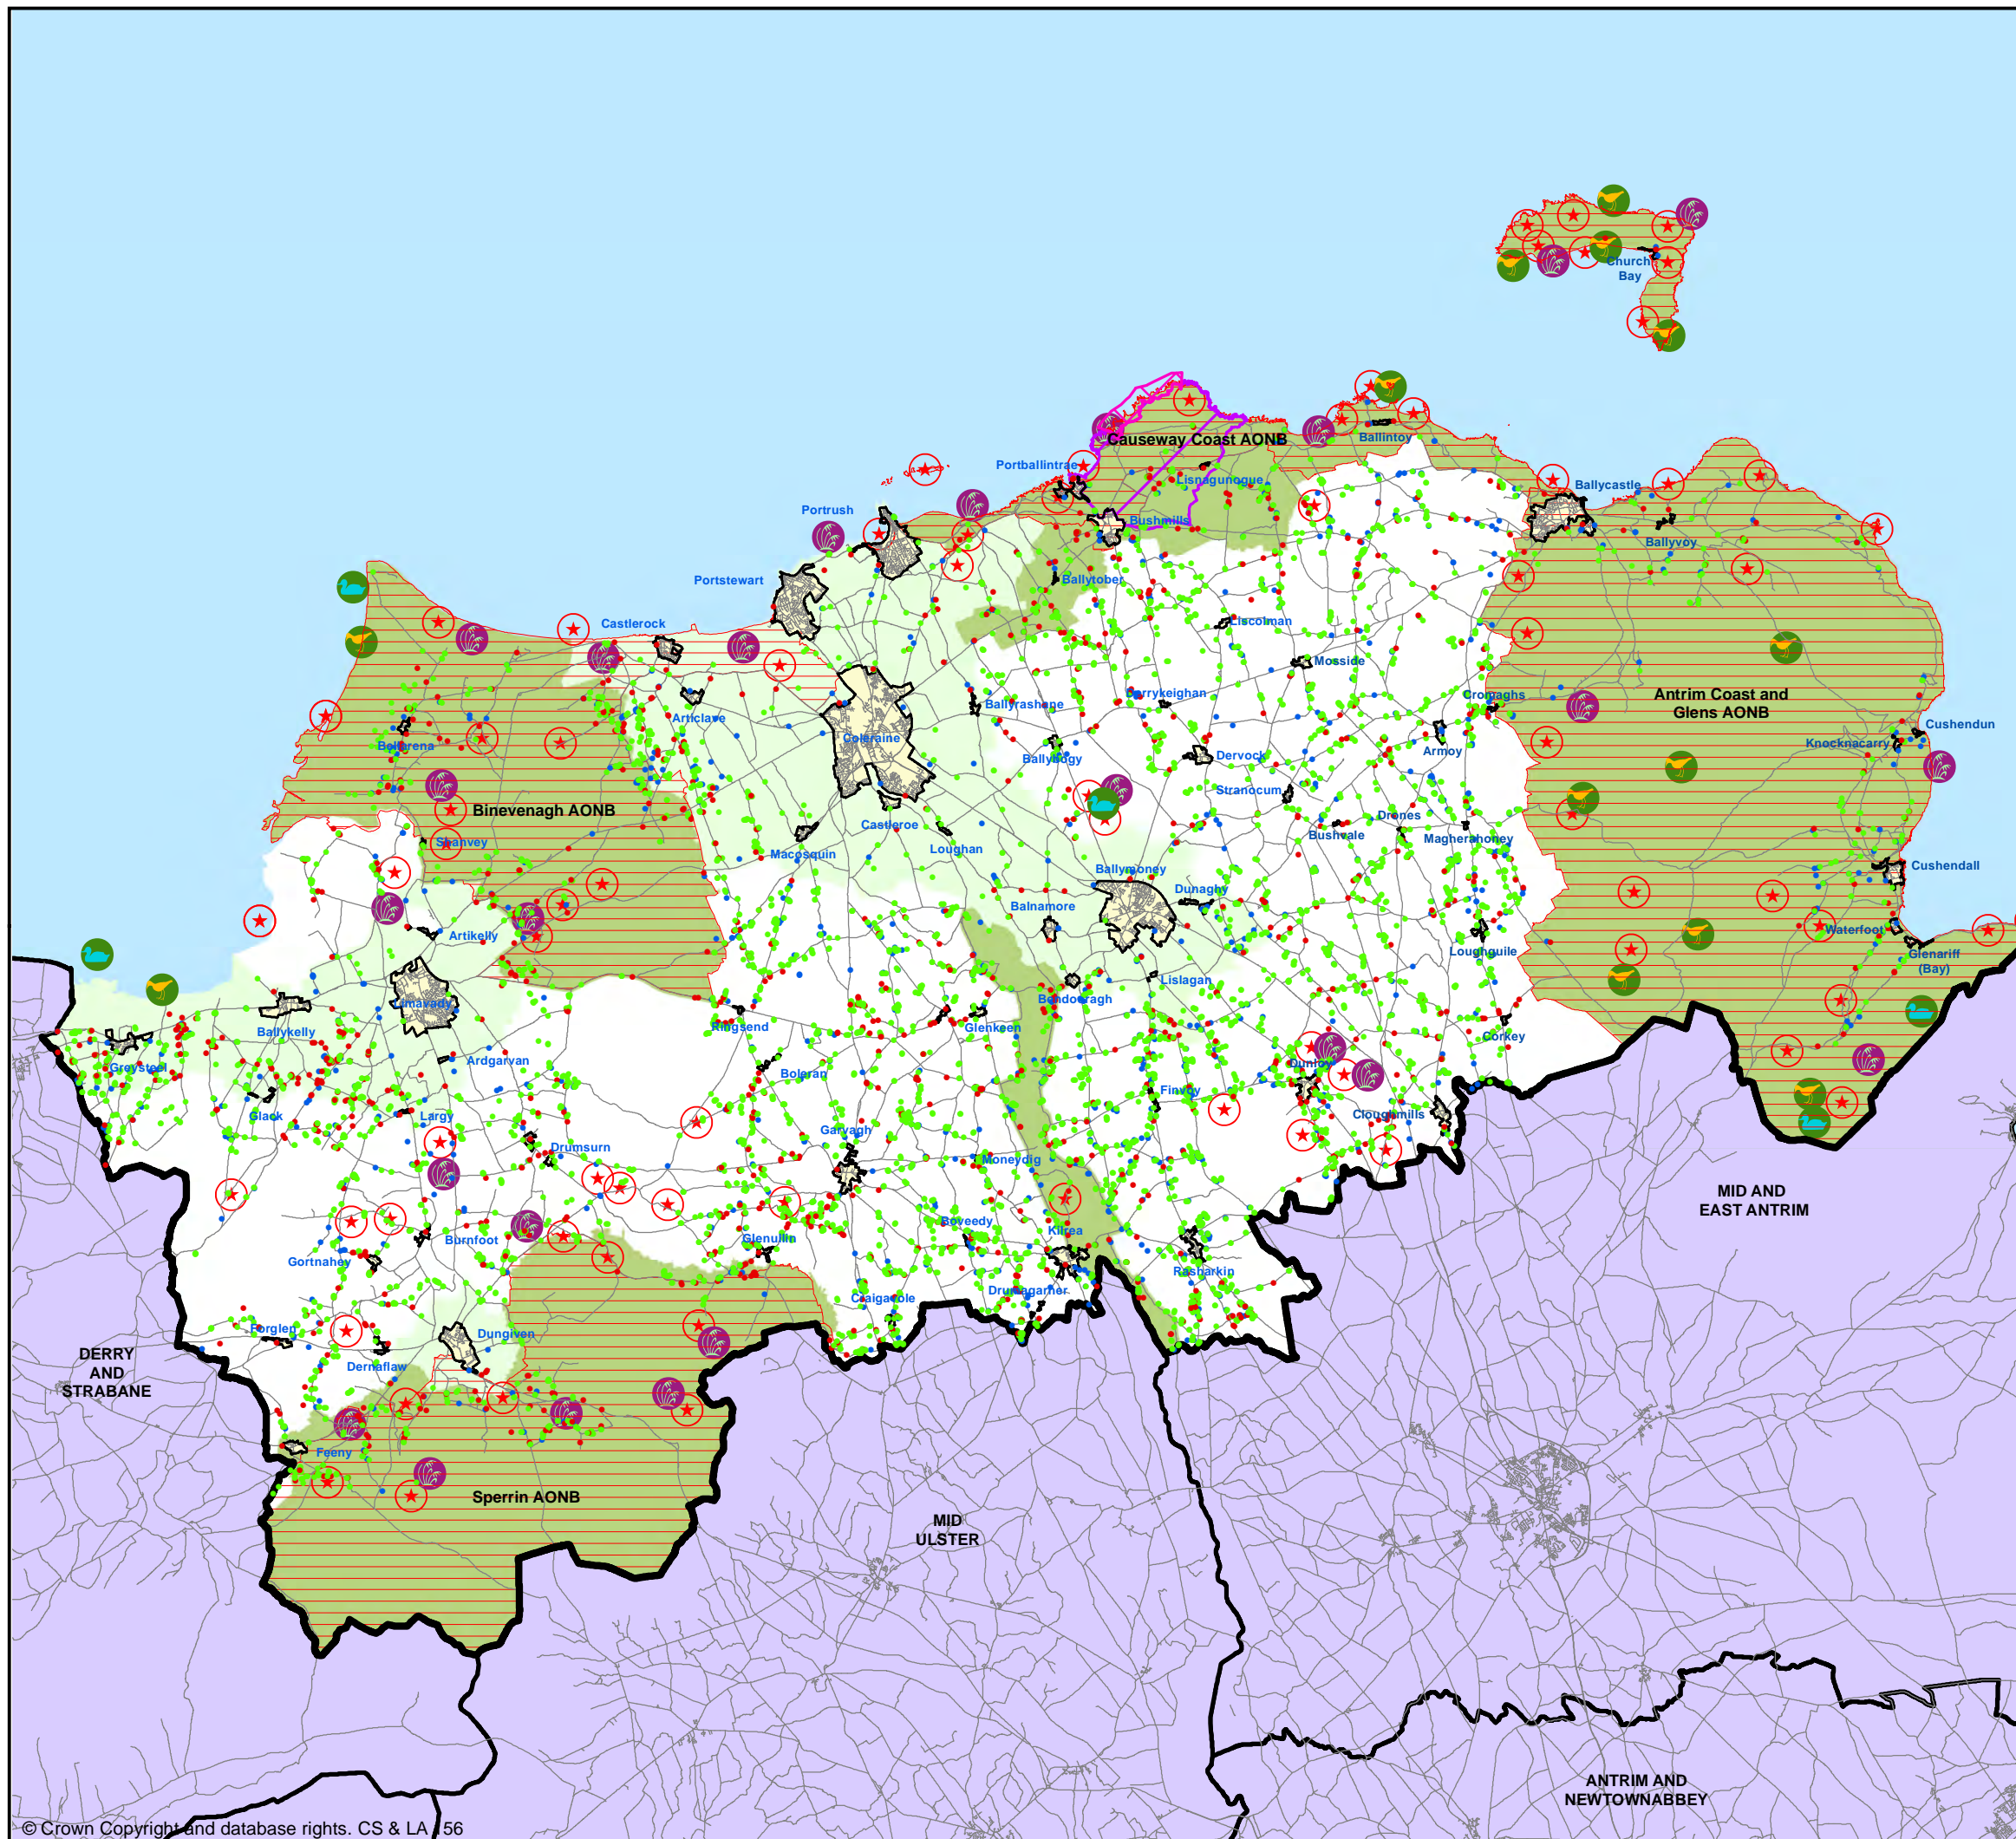 Church
Bay
Causeway Coast AONB
Ballintoy
Portballintrae
Lisnagunogue
Ballycastle
Portrush
Bushmills
Ballyvoy
Portstewart
Ballytober
Castlerock
Liscolman
Mosside
Derrykeighan
Cromaghs
Antrim Coast and
Glens AONB
Articlave
Ballyrashane
Cushendun
Bellarena
Coleraine
Armoy
Knocknacarry
Ballybogy
Dervock
Stranocum
Binevenagh AONB
Castleroe
Drones
Shanvey
Macosquin
Loughan
Bushvale
Magherahoney
Ballymoney
Cushendall
Dunaghy
Balnamore
Artikelly
Waterfoot
Loughguile
Glenariff
(Bay)
Limavady
Lislagan
Bendooragh
Ballykelly
Ringsend
Glenkeen
Corkey
Greysteel
Ardgarvan
Boleran
Dunloy
Finvoy
Glack
Largy
Cloughmills
Garvagh
Drumsurn
Moneydig
MID AND
EAST ANTRIM
Boveedy
Kilrea
Burnfoot
Glenullin
Gortnahey
Rasharkin
Drumagarner
Craigavole
Forglen
Dungiven
DERRY
AND
STRABANE
Dernaflaw
Feeny
Sperrin AONB
MID
ULSTER
ANTRIM AND
NEWTOWNABBEY
© Crown Copyright and database rights. CS & LA 156